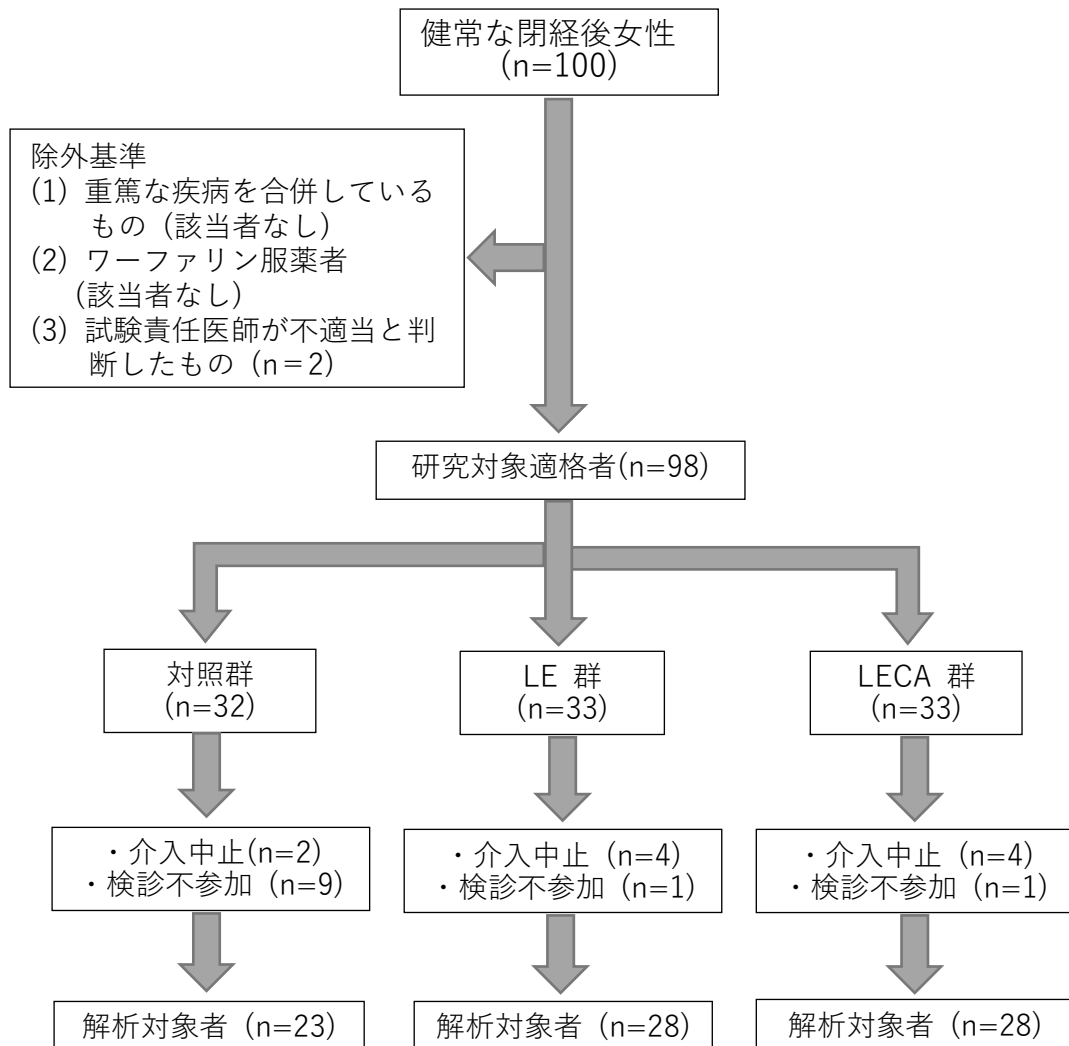 健常な閉経後女性
(n=100)
除外基準
(1) 重篤な疾病を合併している
もの（該当者なし）
(2) ワーファリン服薬者
（該当者なし）
(3) 試験責任医師が不適当と判
断したもの（n＝2）
研究対象適格者(n=98)
対照群
(n=32)
LE 群
(n=33)
LECA 群
(n=33)
・介入中止(n=2)
・検診不参加 (n=9)
・介入中止 (n=4)
・検診不参加 (n=1)
・介入中止 (n=4)
・検診不参加 (n=1)
解析対象者 (n=23)
解析対象者 (n=28)
解析対象者 (n=28)